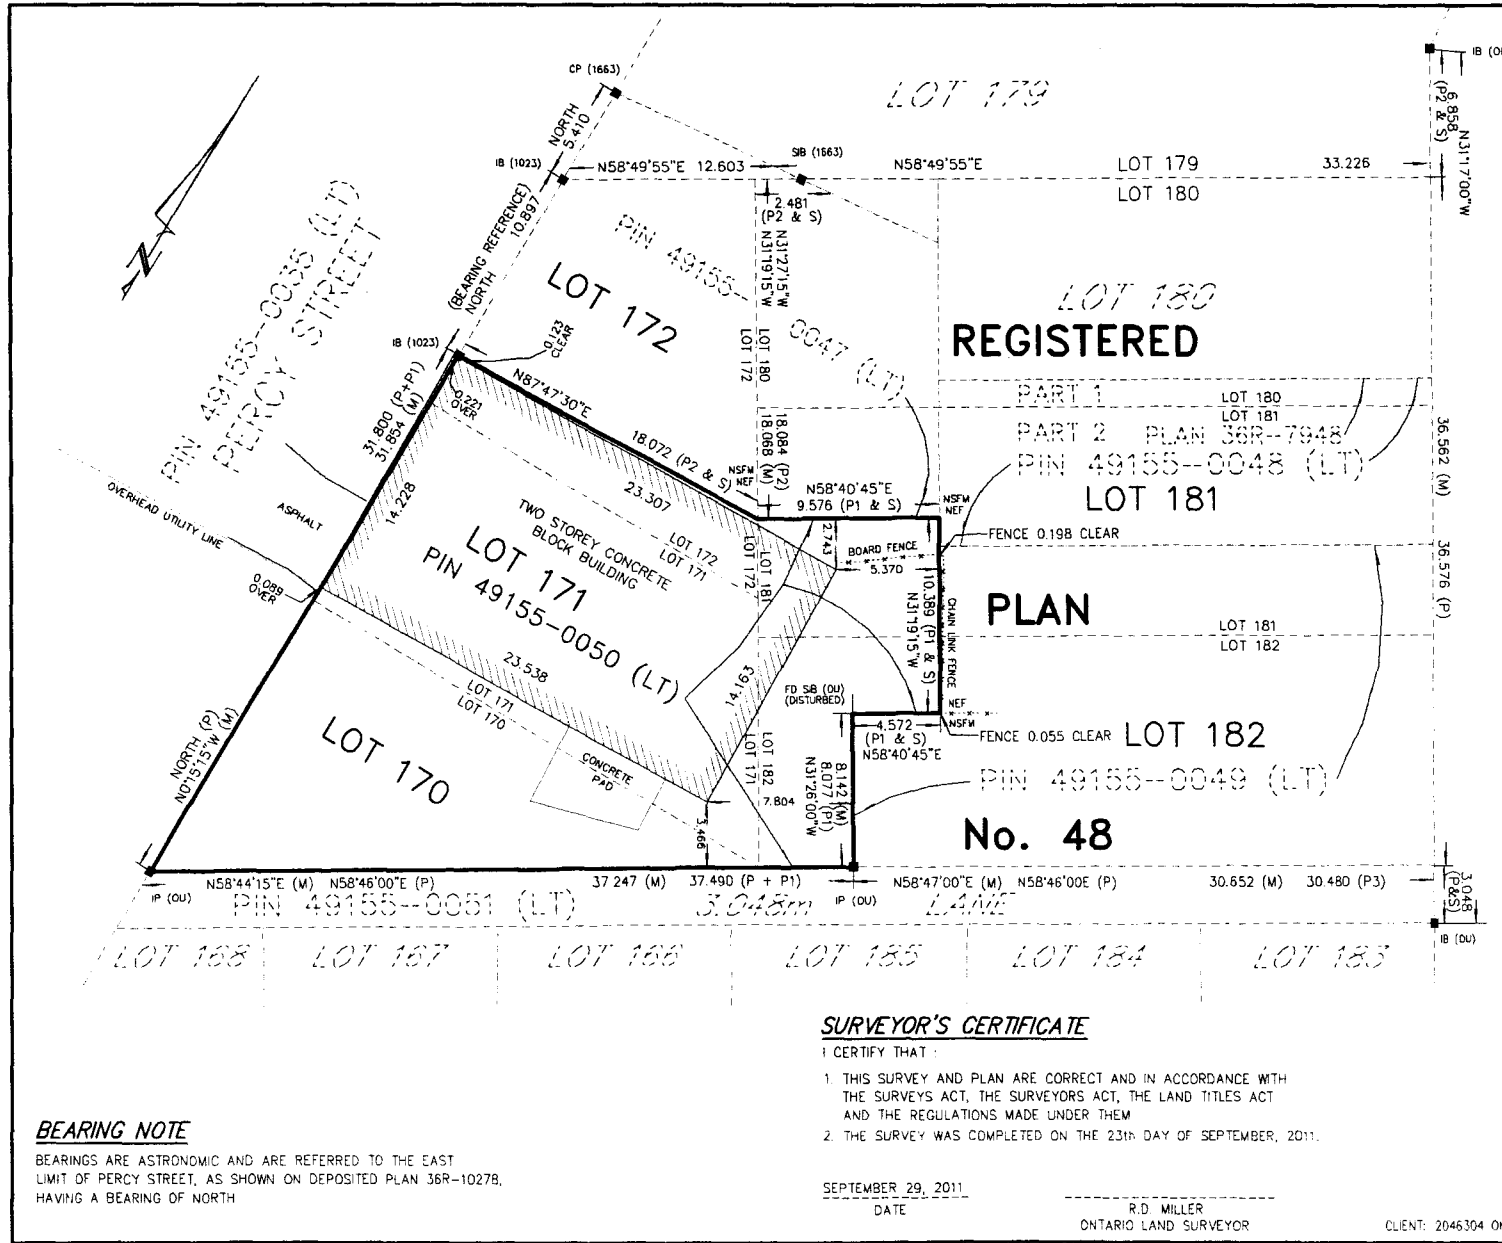 IB (OU
CP (1663)
LOT 179
6.858
(P2 & S)
N31°17'00"W
NORTH
5.410
IB (1023)
N58°49'55"E 12.603
SIB (1663)
N58°49'55"E
LOT 179
33.226
LOT 180
2.481
(P2 & S)
N
PIN 49155--0035 (LT)
PERCY STREET
(BEARING REFERENCE)
10.897
NORTH
PIN 49155--
0047 (LT)
N31°27'15"W
N31°19'15"W
LOT 172
LOT 180
REGISTERED
IB (1023)
0.123
CLEAR
LOT 180
LOT 172
N87°47'30"E
31.800 (P+P1)
31.854 (M)
0.221
OVER
PART 1
LOT 180
LOT 181
PART 2 PLAN 36R--7948
PIN 49155--0048 (LT)
LOT 181
18.084 (P2)
18.068 (M)
36.562 (M)
36.576 (P)
18.072 (P2 & S)
NSFM
NEF
N58°40'45"E
9.576 (P1 & S)
NSFM
NEF
23.307
14.228
OVERHEAD UTILITY LINE
ASPHALT
TWO STOREY CONCRETE
BLOCK BUILDING
LOT 172
LOT 171
2.743
BOARD FENCE
5.370
FENCE 0.198 CLEAR
LOT 181
LOT 172
LOT 171
PIN 49155--0050 (LT)
0.089
OVER
10.389 (P1 & S)
N31°19'15"W
CHAIN LINK FENCE
PLAN
LOT 181
LOT 182
23.538
LOT 171
LOT 170
14.163
FD SIB (OU)
(DISTURBED)
NEF
NSFM
4.572
(P1 & S)
N58°40'45"E
FENCE 0.055 CLEAR
LOT 182
NORTH (P)
N0°15'15"W (M)
LOT 170
CONCRETE
PAD
LOT 182
LOT 171
7.804
3.466
8.142 (M)
8.077 (P1)
N31°26'00"W
PIN 49155--0049 (LT)
No. 48
N58°44'15"E (M) N58°46'00"E (P)
37.247 (M) 37.490 (P + P1)
N58°47'00"E (M) N58°46'00E (P)
30.652 (M) 30.480 (P3)
IP (OU)
PIN 49155--0051 (LT)
3.048m
IP (OU)
LANE
3.048
(P&S)
IB (OU)
LOT 168
LOT 167
LOT 166
LOT 185
LOT 184
LOT 183
SURVEYOR'S CERTIFICATE
I CERTIFY THAT :
1. THIS SURVEY AND PLAN ARE CORRECT AND IN ACCORDANCE WITH
THE SURVEYS ACT, THE SURVEYORS ACT, THE LAND TITLES ACT
AND THE REGULATIONS MADE UNDER THEM
2. THE SURVEY WAS COMPLETED ON THE 23th DAY OF SEPTEMBER, 2011.
BEARING NOTE
BEARINGS ARE ASTRONOMIC AND ARE REFERRED TO THE EAST
LIMIT OF PERCY STREET, AS SHOWN ON DEPOSITED PLAN 36R-10278,
HAVING A BEARING OF NORTH
SEPTEMBER 29, 2011
DATE
R.D. MILLER
ONTARIO LAND SURVEYOR
CLIENT: 2046304 ON